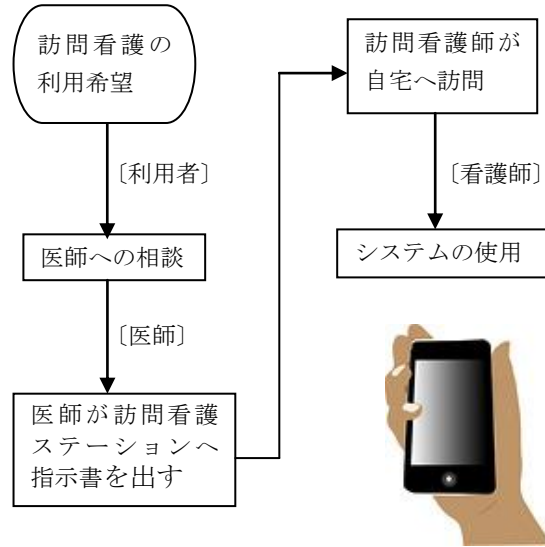 訪問看護の
利用希望
〔利用者〕
医師への相談
〔医師〕
医師が訪問看護
ステーションへ
指示書を出す
訪問看護師が
自宅へ訪問
〔看護師〕
システムの使用